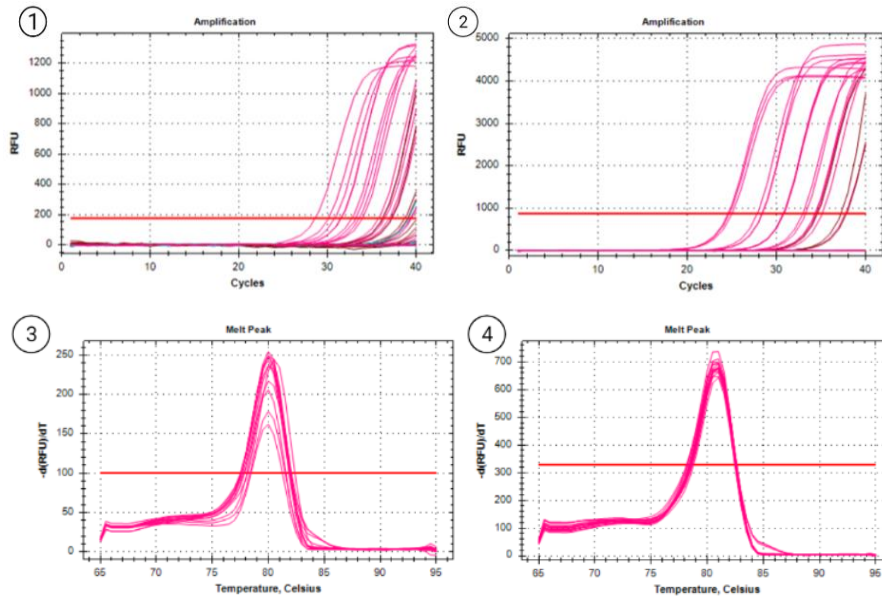 1
Amplification
RFU
1200
1000
800
600
400
200
0
0 10 20 30 40
Cycles
2
Amplification
RFU
5000
4000
3000
2000
1000
0
0 10 20 30 40
Cycles
3
Melt Peak
-d(RFU)/dT
250
200
150
100
50
0
65 70 75 80 85 90 95
Temperature, Celsius
4
Melt Peak
-d(RFU)/dT
700
600
500
400
300
200
100
0
65 70 75 80 85 90 95
Temperature, Celsius